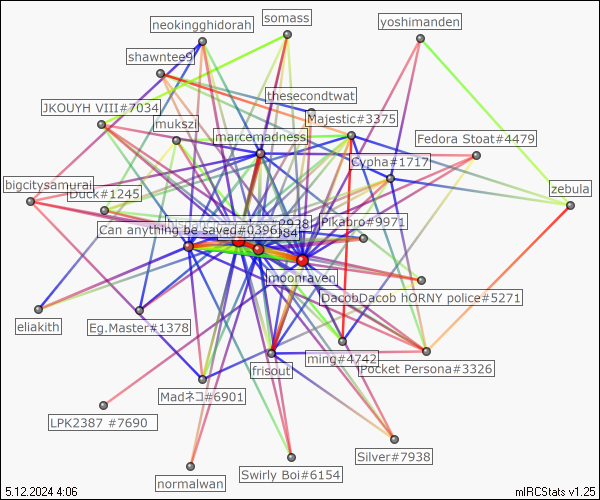 somass
neokingghidorah
yoshimanden
shawntee9
thesecondtwat
JKOUYH VIII#7034
mukszi
Majestic#3375
marcemadness
Fedora Stoat#4479
Cypha#1717
bigcitysamurai
Duck#1245
zebula
Pikabro#9971
Can anything be saved#0396
moonraven
DacobDacob hORNY police#5271
eliakith
Eg.Master#1378
ming#4742
frisout
Pocket Persona#3326
Madネコ#6901
LPK2387 #7690
Silver#7938
normalwan
Swirly Boi#6154
5.12.2024 4:06
mIRCStats v1.25